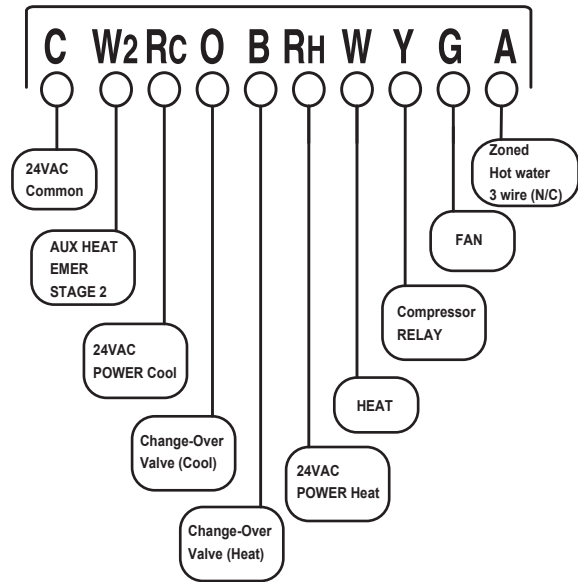 C W2 RC O B RH W Y G A
24VAC
Common
Zoned
Hot water
3 wire (N/C)
AUX HEAT
EMER
STAGE 2
FAN
24VAC
POWER Cool
Compressor
RELAY
Change-Over
Valve (Cool)
HEAT
24VAC
POWER Heat
Change-Over
Valve (Heat)